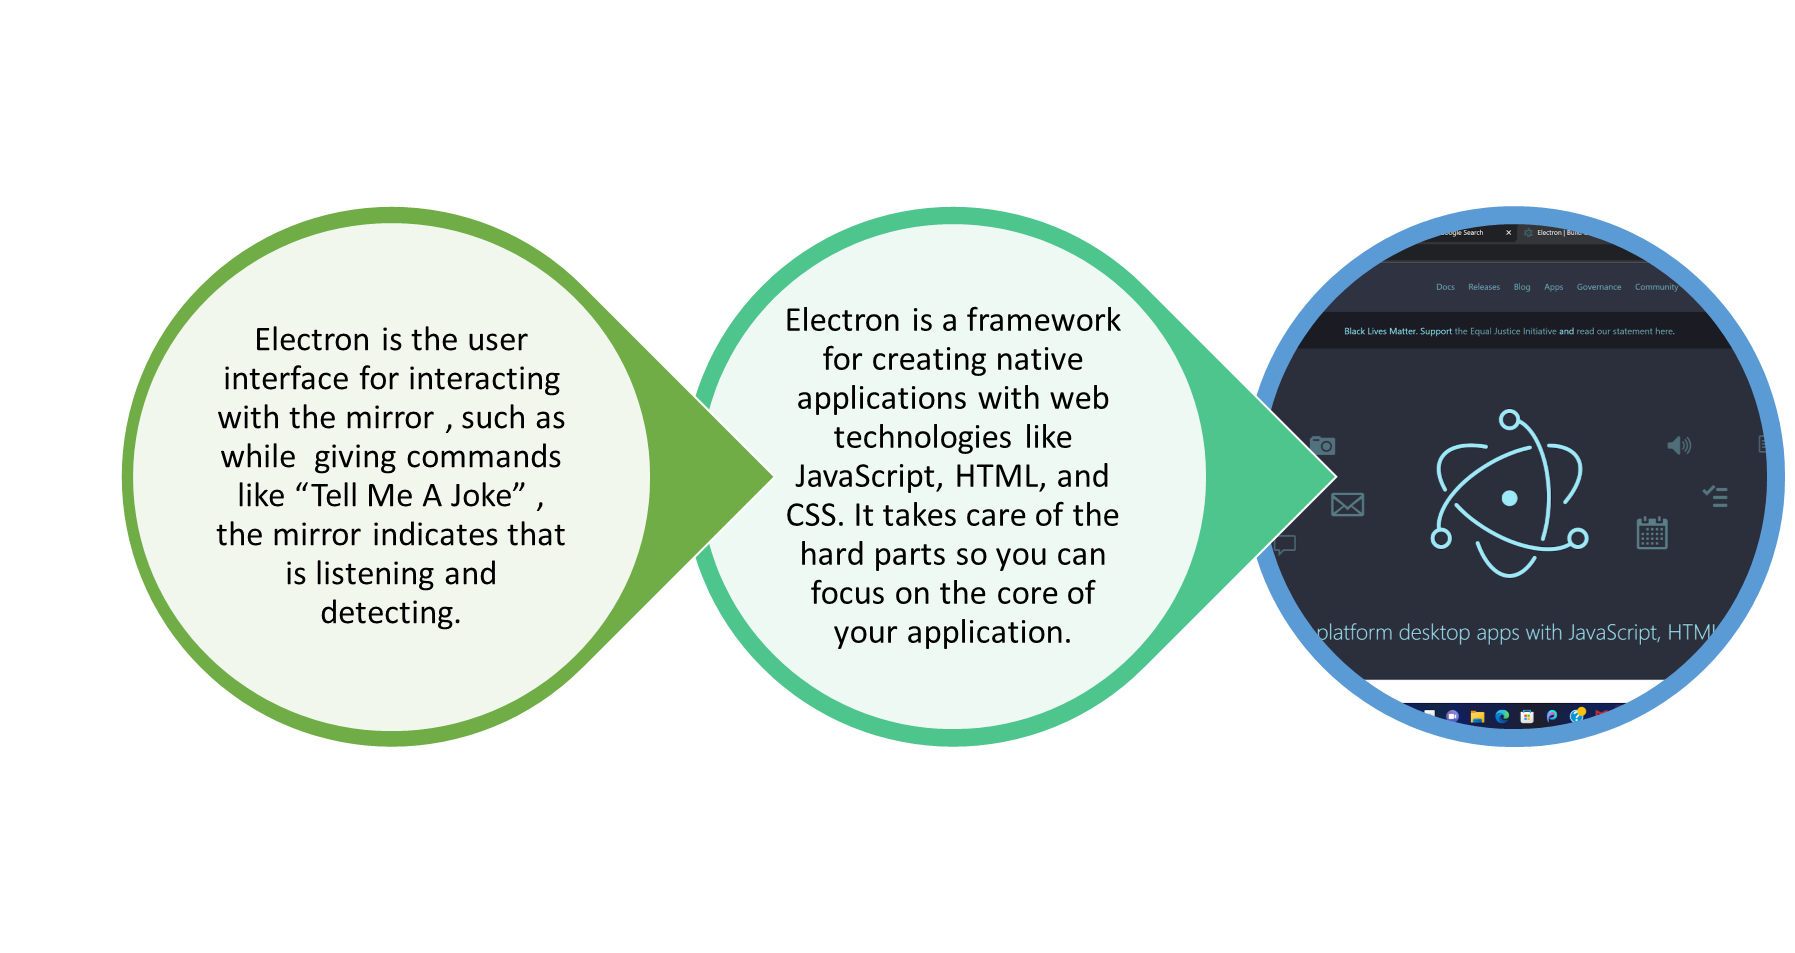 Electron is the user
interface for interacting
with the mirror , such as
while  giving commands
like “Tell Me A Joke” ,
the mirror indicates that
is listening and
detecting.
Electron is a framework
for creating native
applications with web
technologies like
JavaScript, HTML, and
CSS. It takes care of the
hard parts so you can
focus on the core of
your application.
Search
Electron |
Docs Releases Blog Apps Governance Community
Black Lives Matter. Support the Equal Justice Initiative and read our statement here.
platform desktop apps with JavaScript, HTML